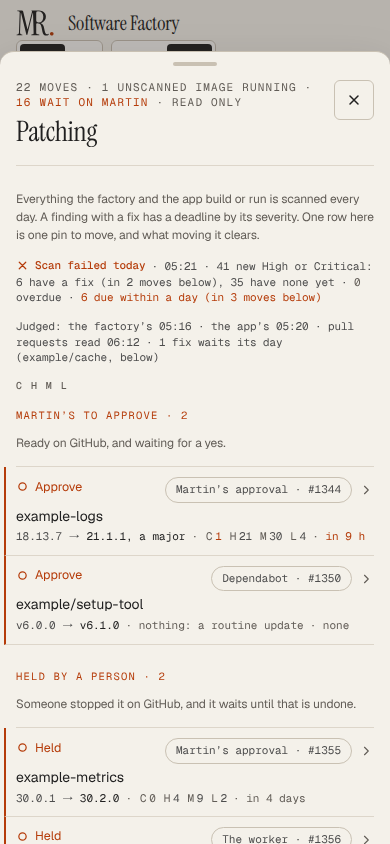 MR. Software Factory
22 MOVES · 1 UNSCANNED IMAGE RUNNING ·
16 WAIT ON MARTIN · READ ONLY
Patching
Everything the factory and the app build or run is scanned every
day. A finding with a fix has a deadline by its severity. One row here
is one pin to move, and what moving it clears.
✕ Scan failed today · 05:21 · 41 new High or Critical:
6 have a fix (in 2 moves below), 35 have none yet · 0
overdue · 6 due within a day (in 3 moves below)
Judged: the factory's 05:16 · the app's 05:20 · pull
requests read 06:12 · 1 fix waits its day
(example/cache, below)
C H M L
MARTIN'S TO APPROVE · 2
Ready on GitHub, and waiting for a yes.
Approve
Martin's approval · #1344
example-logs
18.13.7 → 21.1.1, a major · C1 H21 M30 L4 · in 9 h
Approve
Dependabot · #1350
example/setup-tool
v6.0.0 → v6.1.0 · nothing: a routine update · none
HELD BY A PERSON · 2
Someone stopped it on GitHub, and it waits until that is undone.
Held
Martin's approval · #1355
example-metrics
30.0.1 → 30.2.0 · C0 H4 M9 L2 · in 4 days
Held
The worker · #1356